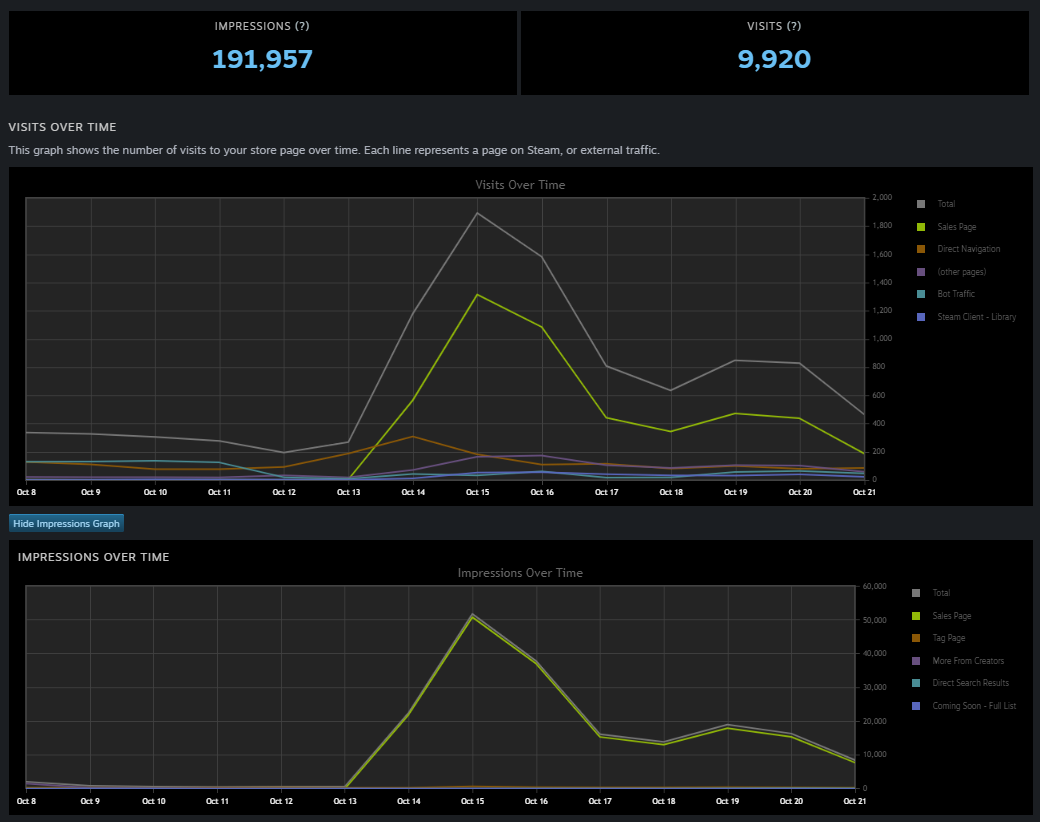 IMPRESSIONS (?)
191,957
VISITS (?)
9,920
VISITS OVER TIME
This graph shows the number of visits to your store page over time. Each line represents a page on Steam, or external traffic.
Visits Over Time
2,000
1,800
1,600
1,400
1,200
1,000
800
600
400
200
0
Oct 8 Oct 9 Oct 10 Oct 11 Oct 12 Oct 13 Oct 14 Oct 15 Oct 16 Oct 17 Oct 18 Oct 19 Oct 20 Oct 21
Total
Sales Page
Direct Navigation
(other pages)
Bot Traffic
Steam Client - Library
Hide Impressions Graph
IMPRESSIONS OVER TIME
Impressions Over Time
60,000
50,000
40,000
30,000
20,000
10,000
0
Oct 8 Oct 9 Oct 10 Oct 11 Oct 12 Oct 13 Oct 14 Oct 15 Oct 16 Oct 17 Oct 18 Oct 19 Oct 20 Oct 21
Total
Sales Page
Tag Page
More From Creators
Direct Search Results
Coming Soon - Full List